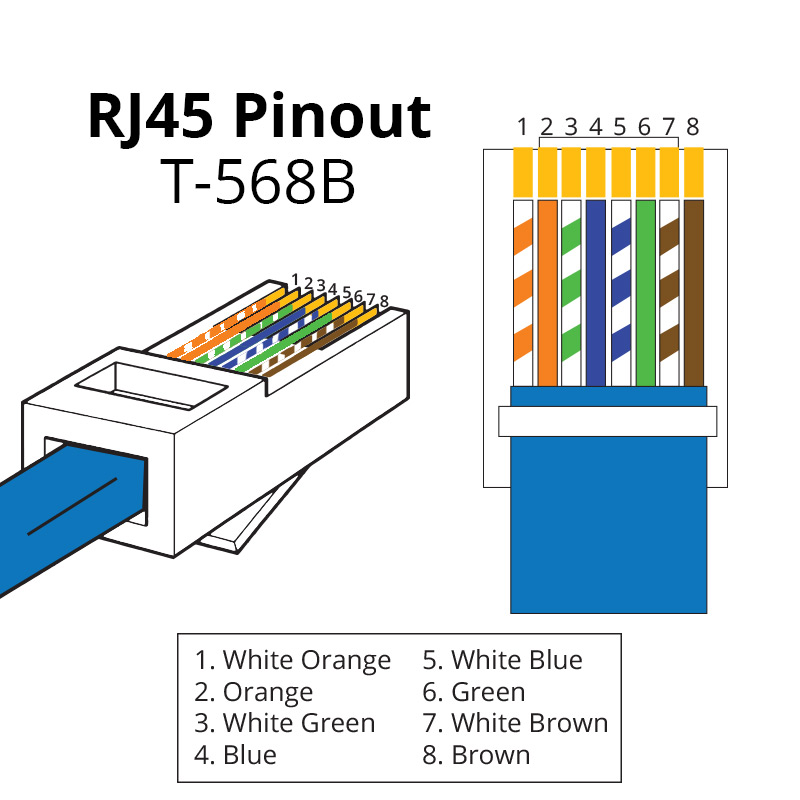 RJ45 Pinout
T-568B
1 2 3 4 5 6 7 8
1 2 3 4 5 6 7 8
1. White Orange
2. Orange
3. White Green
4. Blue
5. White Blue
6. Green
7. White Brown
8. Brown